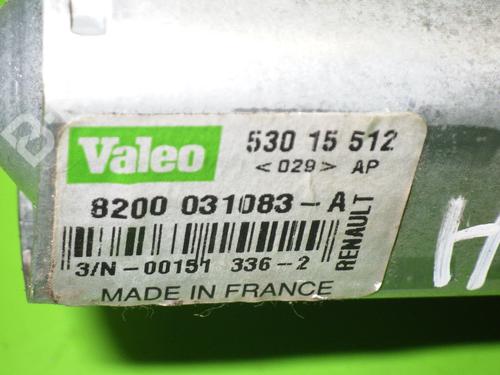 Valeo
530 15 512
<029> AP
8200 031083-A
RENAULT
3/N-00151 336-2
MADE IN FRANCE
H